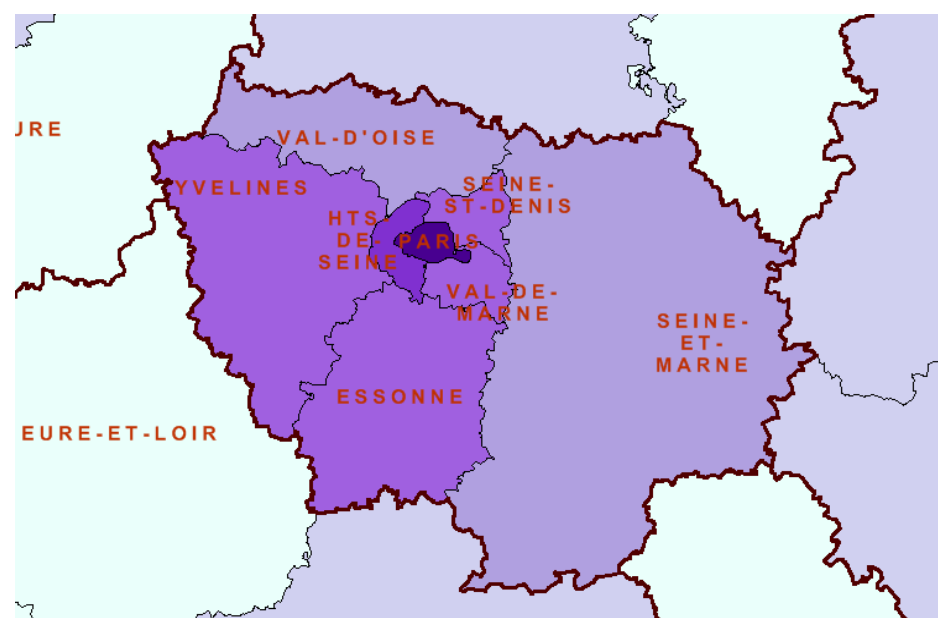 URE
VAL-D'OISE
YVELINES
SEINE-
ST-DENIS
HTS-
DE-
SEINE
PARIS
VAL-DE-
MARNE
SEINE-
ET-
MARNE
ESSONNE
EURE-ET-LOIR